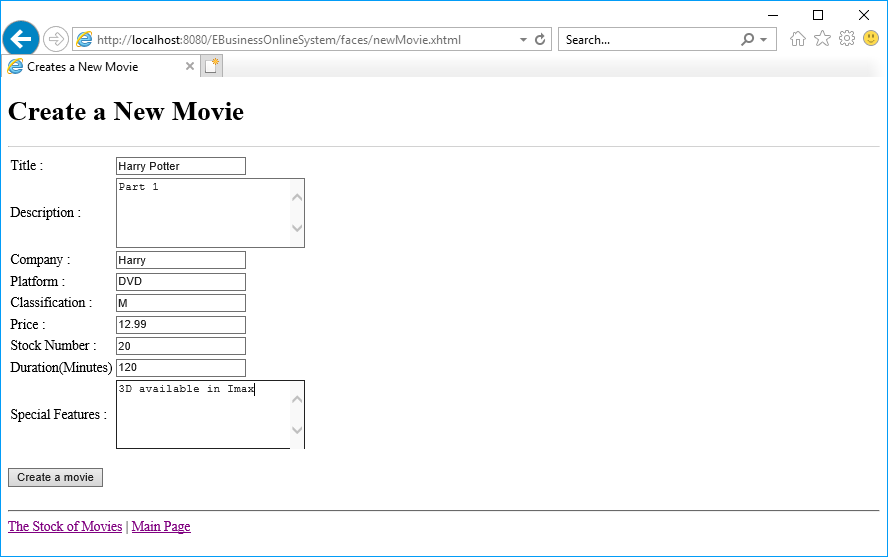 http://localhost:8080/EBusinessOnlineSystem/faces/newMovie.xhtml
Search...
Creates a New Movie
Create a New Movie
Title : Harry Potter
Description : Part 1
Company : Harry
Platform : DVD
Classification : M
Price : 12.99
Stock Number : 20
Duration(Minutes) 120
Special Features : 3D available in Imax
Create a movie
The Stock of Movies | Main Page